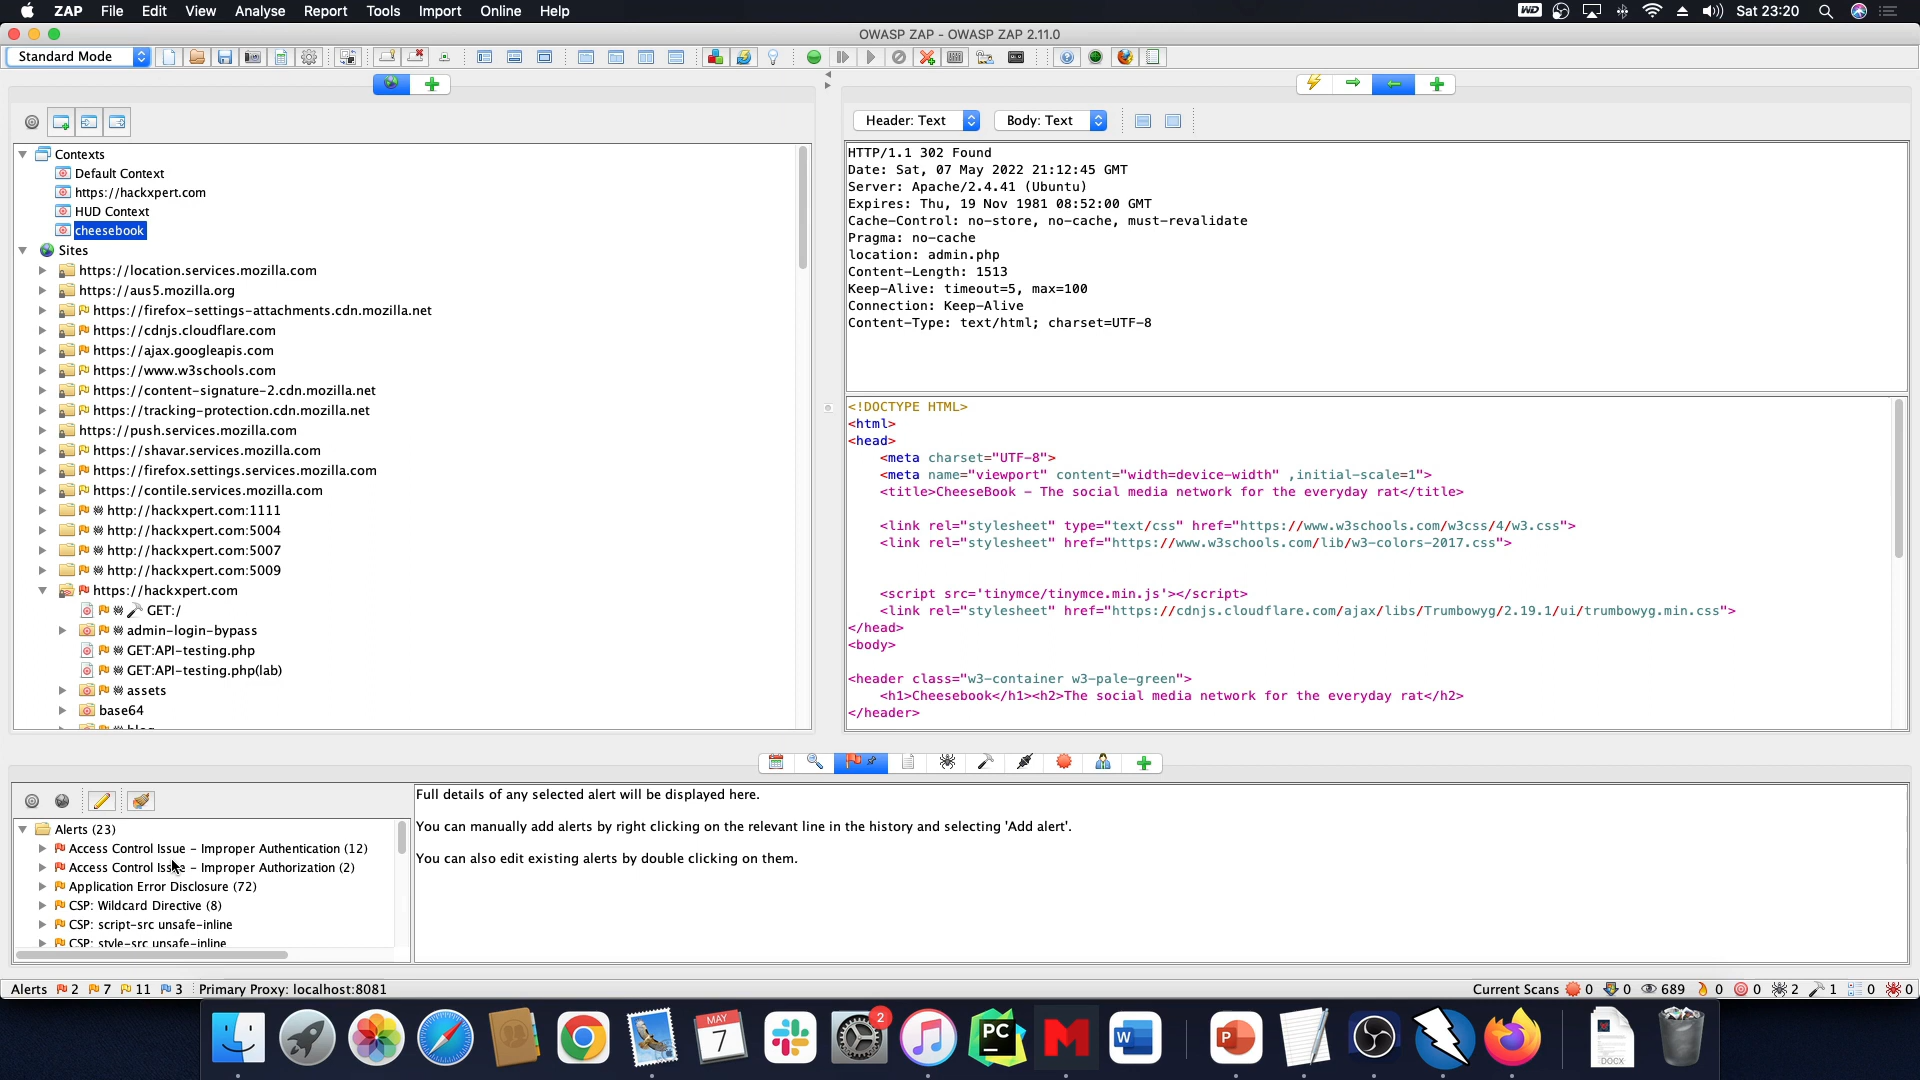 ZAP File Edit View Analyse Report Tools Import Online Help
WD Sat 23:20
OWASP ZAP - OWASP ZAP 2.11.0
Standard Mode
Header: Text Body: Text
Contexts
Default Context
https://hackxpert.com
HUD Context
cheesebook
Sites
https://location.services.mozilla.com
https://aus5.mozilla.org
https://firefox-settings-attachments.cdn.mozilla.net
https://cdnjs.cloudflare.com
https://ajax.googleapis.com
https://www.w3schools.com
https://content-signature-2.cdn.mozilla.net
https://tracking-protection.cdn.mozilla.net
https://push.services.mozilla.com
https://shavar.services.mozilla.com
https://firefox.settings.services.mozilla.com
https://contile.services.mozilla.com
http://hackxpert.com:1111
http://hackxpert.com:5004
http://hackxpert.com:5007
http://hackxpert.com:5009
https://hackxpert.com
GET:/
admin-login-bypass
GET:API-testing.php
GET:API-testing.php(lab)
assets
base64
HTTP/1.1 302 Found
Date: Sat, 07 May 2022 21:12:45 GMT
Server: Apache/2.4.41 (Ubuntu)
Expires: Thu, 19 Nov 1981 08:52:00 GMT
Cache-Control: no-store, no-cache, must-revalidate
Pragma: no-cache
location: admin.php
Content-Length: 1513
Keep-Alive: timeout=5, max=100
Connection: Keep-Alive
Content-Type: text/html; charset=UTF-8
<!DOCTYPE HTML>
<html>
<head>
<meta charset="UTF-8">
<meta name="viewport" content="width=device-width" ,initial-scale=1">
<title>CheeseBook - The social media network for the everyday rat</title>
<link rel="stylesheet" type="text/css" href="https://www.w3schools.com/w3css/4/w3.css">
<link rel="stylesheet" href="https://www.w3schools.com/lib/w3-colors-2017.css">
<script src='tinymce/tinymce.min.js'></script>
<link rel="stylesheet" href="https://cdnjs.cloudflare.com/ajax/libs/Trumbowyg/2.19.1/ui/trumbowyg.min.css">
</head>
<body>
<header class="w3-container w3-pale-green">
<h1>Cheesebook</h1><h2>The social media network for the everyday rat</h2>
</header>
Alerts (23)
Access Control Issue - Improper Authentication (12)
Access Control Issue - Improper Authorization (2)
Application Error Disclosure (72)
CSP: Wildcard Directive (8)
CSP: script-src unsafe-inline
CSP: style-src unsafe-inline
Full details of any selected alert will be displayed here.
You can manually add alerts by right clicking on the relevant line in the history and selecting 'Add alert'.
You can also edit existing alerts by double clicking on them.
Alerts 2 7 11 3 Primary Proxy: localhost:8081
Current Scans 0 0 689 0 0 2 1 0 0
MAY
7
2
PC
W
P
DOCX